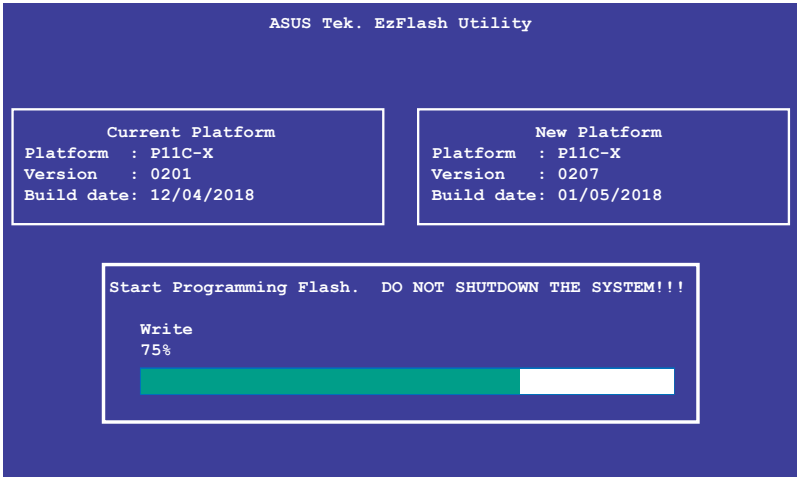 ASUS Tek. EzFlash Utility
Current Platform
Platform  : P11C-X
Version   : 0201
Build date: 12/04/2018
New Platform
Platform  : P11C-X
Version   : 0207
Build date: 01/05/2018
Start Programming Flash.  DO NOT SHUTDOWN THE SYSTEM!!!
Write
75%